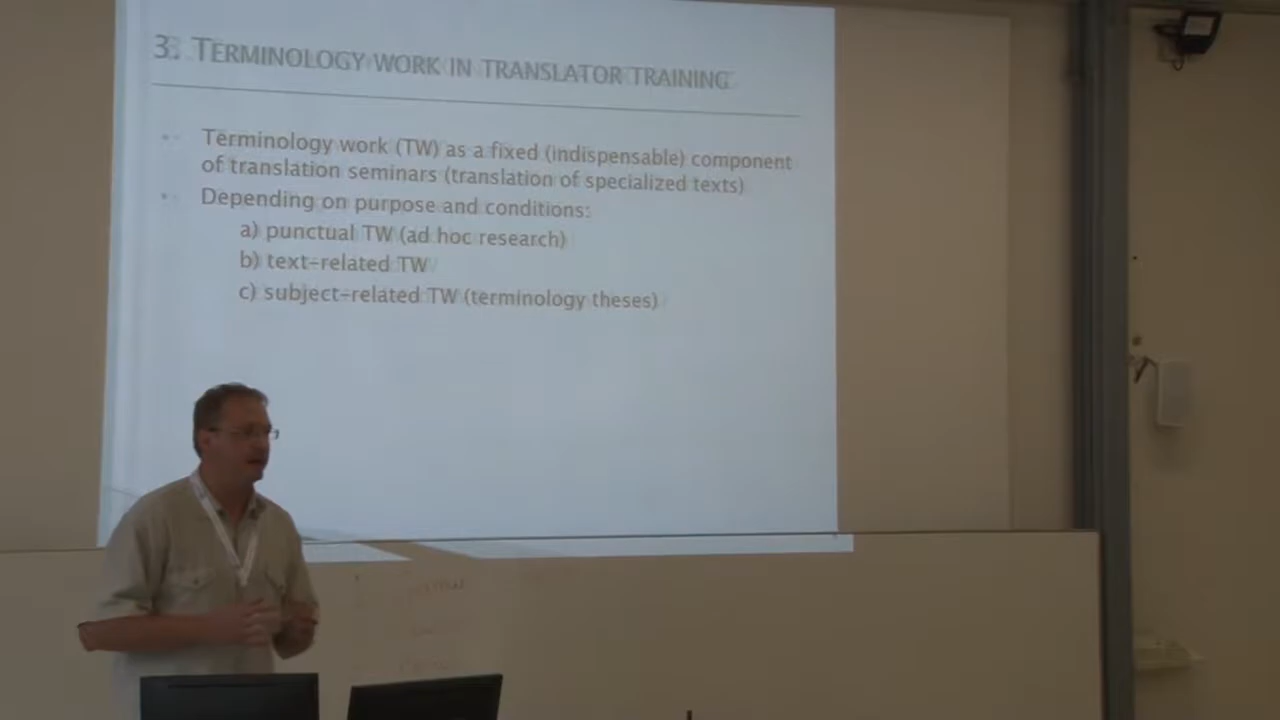 3. TERMINOLOGY WORK IN TRANSLATOR TRAINING
Terminology work (TW) as a fixed (indispensable) component
of translation seminars (translation of specialized texts)
Depending on purpose and conditions:
a) punctual TW (ad hoc research)
b) text-related TW
c) subject-related TW (terminology theses)